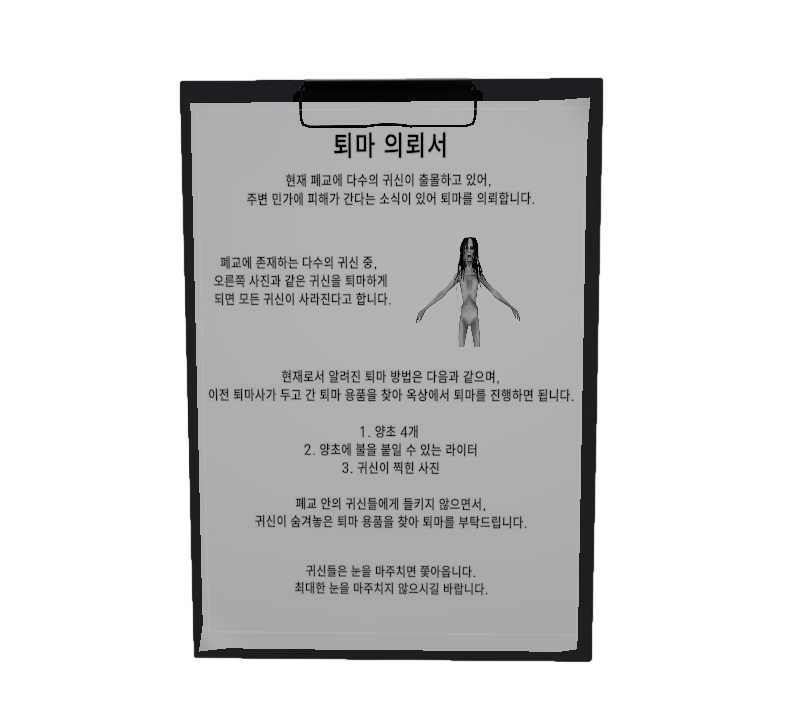 퇴마 의뢰서
현재 폐교에 다수의 귀신이 출몰하고 있어,
주변 민가에 피해가 간다는 소식이 있어 퇴마를 의뢰합니다.
폐교에 존재하는 다수의 귀신 중,
오른쪽 사진과 같은 귀신을 퇴마하게
되면 모든 귀신이 사라진다고 합니다.
현재로서 알려진 퇴마 방법은 다음과 같으며,
이전 퇴마사가 두고 간 퇴마 용품을 찾아 옥상에서 퇴마를 진행하면 됩니다.
1. 양초 4개
2. 양초에 불을 붙일 수 있는 라이터
3. 귀신이 찍힌 사진
폐교 안의 귀신들에게 들키지 않으면서,
귀신이 숨겨놓은 퇴마 용품을 찾아 퇴마를 부탁드립니다.
귀신들은 눈을 마주치면 쫓아옵니다.
최대한 눈을 마주치지 않으시길 바랍니다.